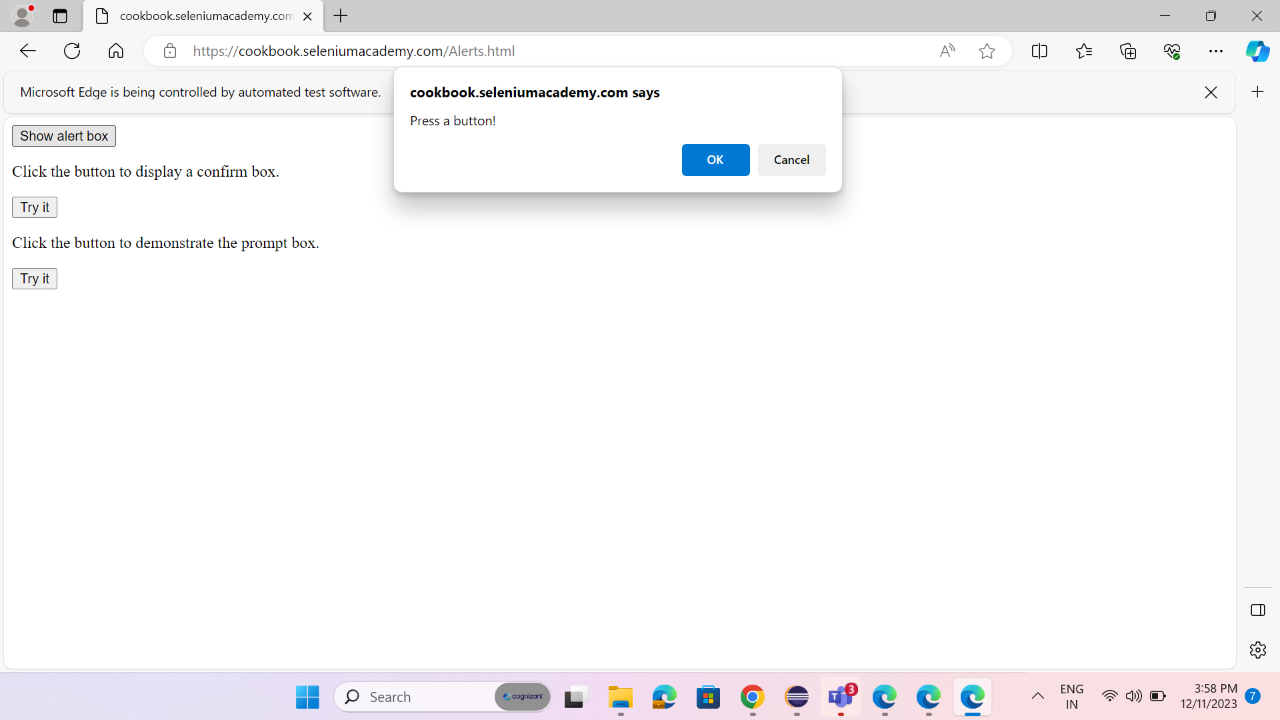 cookbook.seleniumacademy.com
https://cookbook.seleniumacademy.com/Alerts.html
Microsoft Edge is being controlled by automated test software.
cookbook.seleniumacademy.com says
Press a button!
OK Cancel
Show alert box
Click the button to display a confirm box.
Try it
Click the button to demonstrate the prompt box.
Try it
Search
cognizant
3
ENG
IN
3:58 PM
12/11/2023
7